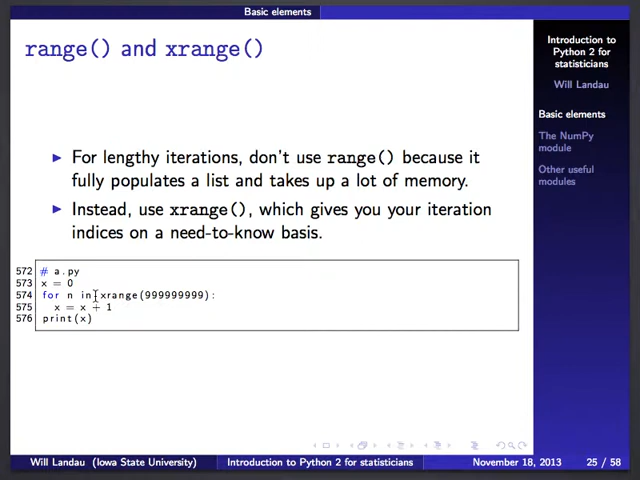 Basic elements
range() and xrange()
Introduction to
Python 2 for
statisticians
Will Landau
Basic elements
The NumPy
module
Other useful
modules
For lengthy iterations, don't use range() because it
fully populates a list and takes up a lot of memory.
Instead, use xrange(), which gives you your iteration
indices on a need-to-know basis.
572 # a.py
573 x = 0
574 for n in xrange(999999999):
575 x = x + 1
576 print(x)
Will Landau (Iowa State University) Introduction to Python 2 for statisticians November 18, 2013 25 / 58